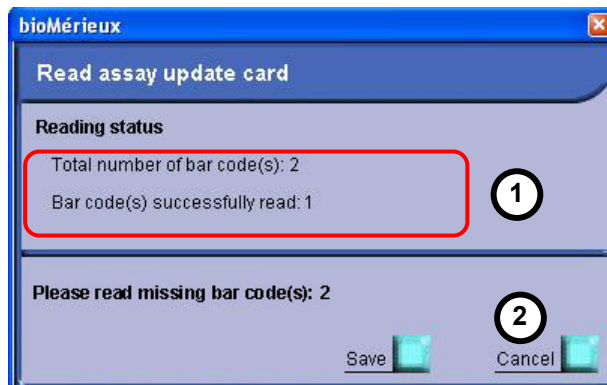 bioMérieux
Read assay update card
Reading status
Total number of bar code(s): 2
Bar code(s) successfully read: 1
1
Please read missing bar code(s): 2
2
Save Cancel